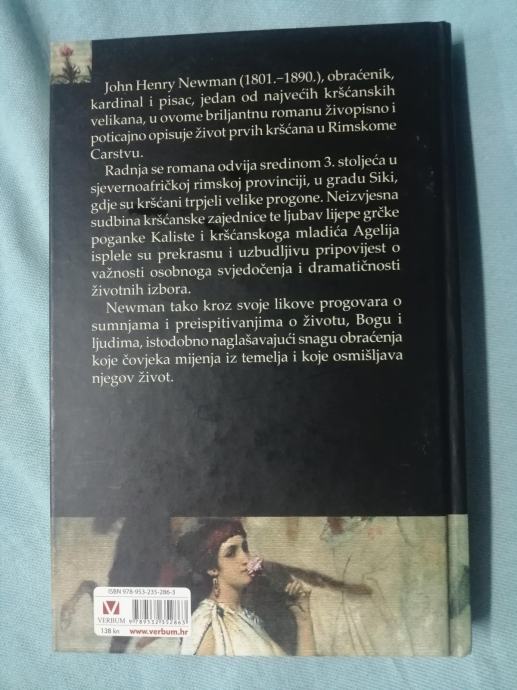 John Henry Newman (1801.–1890.), obraćenik,
kardinal i pisac, jedan od najvećih kršćanskih
velikana, u ovome briljantnu romanu živopisno i
poticajno opisuje život prvih kršćana u Rimskome
Carstvu.
Radnja se romana odvija sredinom 3. stoljeća u
sjevernoafričkoj rimskoj provinciji, u gradu Siki,
gdje su kršćani trpjeli velike progone. Neizvjesna
sudbina kršćanske zajednice te ljubav lijepe grčke
poganke Kaliste i kršćanskoga mladića Agelija
isplele su prekrasnu i uzbudljivu pripovijest o
važnosti osobnoga svjedočenja i dramatičnosti
životnih izbora.
Newman tako kroz svoje likove progovara o
sumnjama i preispitivanjima o životu, Bogu i
ljudima, istodobno naglašavajući snagu obraćenja
koje čovjeka mijenja iz temelja i koje osmišljava
njegov život.
ISBN 978-953-235-286-3
VERBUM
9 789532 352863
138 kn
www.verbum.hr